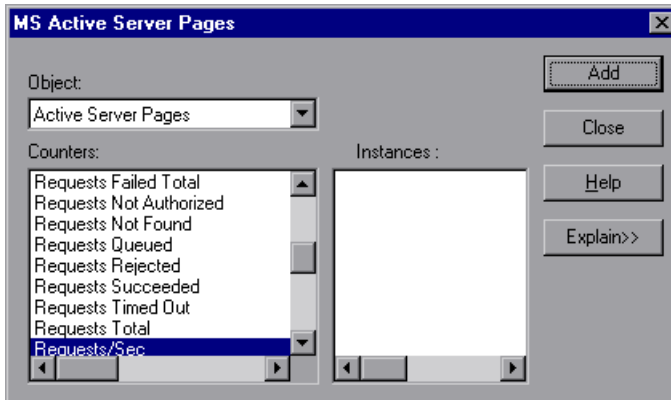 MS Active Server Pages
Object:
Active Server Pages
Counters:
Instances :
Requests Failed Total
Requests Not Authorized
Requests Not Found
Requests Queued
Requests Rejected
Requests Succeeded
Requests Timed Out
Requests Total
Requests/Sec
Add
Close
Help
Explain>>